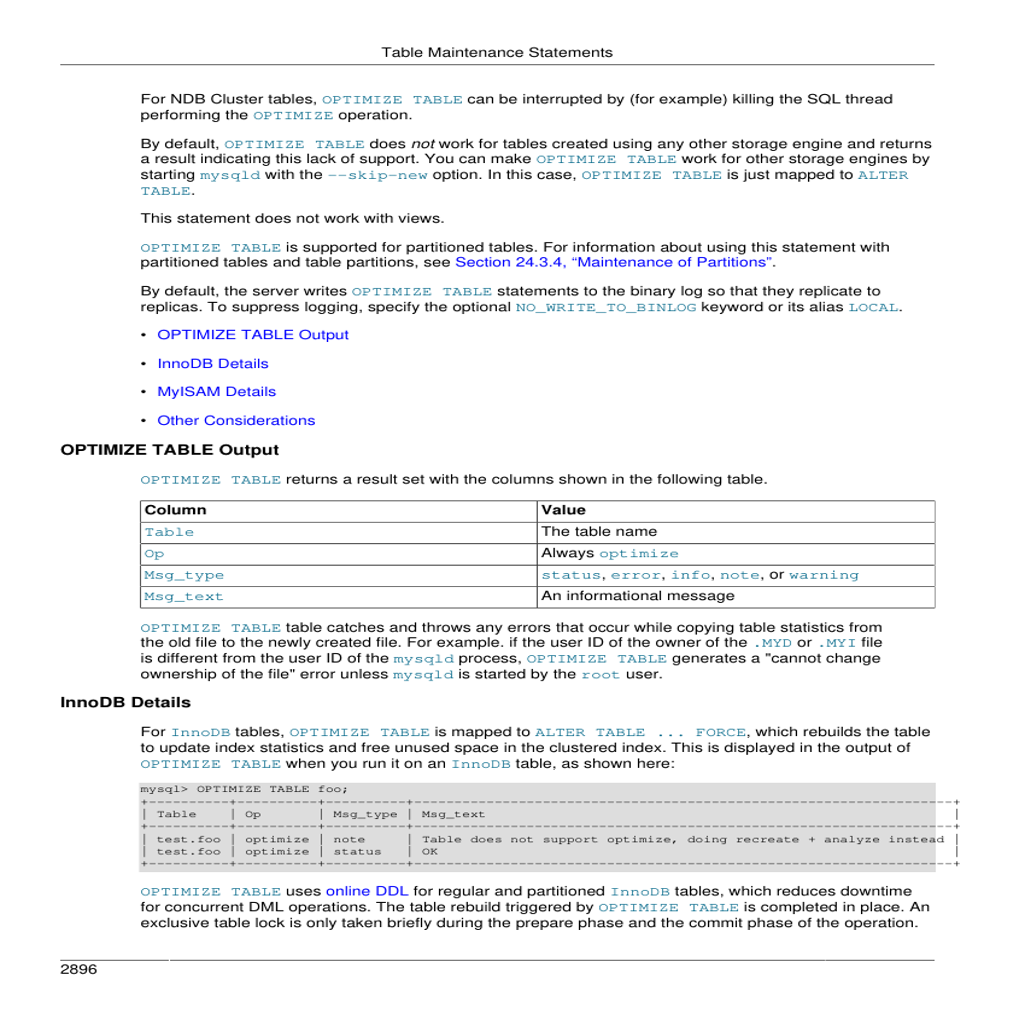 Table Maintenance Statements
For NDB Cluster tables, OPTIMIZE TABLE can be interrupted by (for example) killing the SQL thread
performing the OPTIMIZE operation.
By default, OPTIMIZE TABLE does not work for tables created using any other storage engine and returns
a result indicating this lack of support. You can make OPTIMIZE TABLE work for other storage engines by
starting mysqld with the --skip-new option. In this case, OPTIMIZE TABLE is just mapped to ALTER
TABLE.
This statement does not work with views.
OPTIMIZE TABLE is supported for partitioned tables. For information about using this statement with
partitioned tables and table partitions, see Section 24.3.4, “Maintenance of Partitions”.
By default, the server writes OPTIMIZE TABLE statements to the binary log so that they replicate to
replicas. To suppress logging, specify the optional NO_WRITE_TO_BINLOG keyword or its alias LOCAL.
• OPTIMIZE TABLE Output
• InnoDB Details
• MyISAM Details
• Other Considerations
OPTIMIZE TABLE Output
OPTIMIZE TABLE returns a result set with the columns shown in the following table.
Column Value
Table The table name
Op Always optimize
Msg_type status, error, info, note, or warning
Msg_text An informational message
OPTIMIZE TABLE table catches and throws any errors that occur while copying table statistics from
the old file to the newly created file. For example. if the user ID of the owner of the .MYD or .MYI file
is different from the user ID of the mysqld process, OPTIMIZE TABLE generates a "cannot change
ownership of the file" error unless mysqld is started by the root user.
InnoDB Details
For InnoDB tables, OPTIMIZE TABLE is mapped to ALTER TABLE ... FORCE, which rebuilds the table
to update index statistics and free unused space in the clustered index. This is displayed in the output of
OPTIMIZE TABLE when you run it on an InnoDB table, as shown here:
mysql> OPTIMIZE TABLE foo;
+----------+----------+----------+-------------------------------------------------------------------+
| Table | Op | Msg_type | Msg_text |
+----------+----------+----------+-------------------------------------------------------------------+
| test.foo | optimize | note | Table does not support optimize, doing recreate + analyze instead |
| test.foo | optimize | status | OK |
+----------+----------+----------+-------------------------------------------------------------------+
OPTIMIZE TABLE uses online DDL for regular and partitioned InnoDB tables, which reduces downtime
for concurrent DML operations. The table rebuild triggered by OPTIMIZE TABLE is completed in place. An
exclusive table lock is only taken briefly during the prepare phase and the commit phase of the operation.
2896